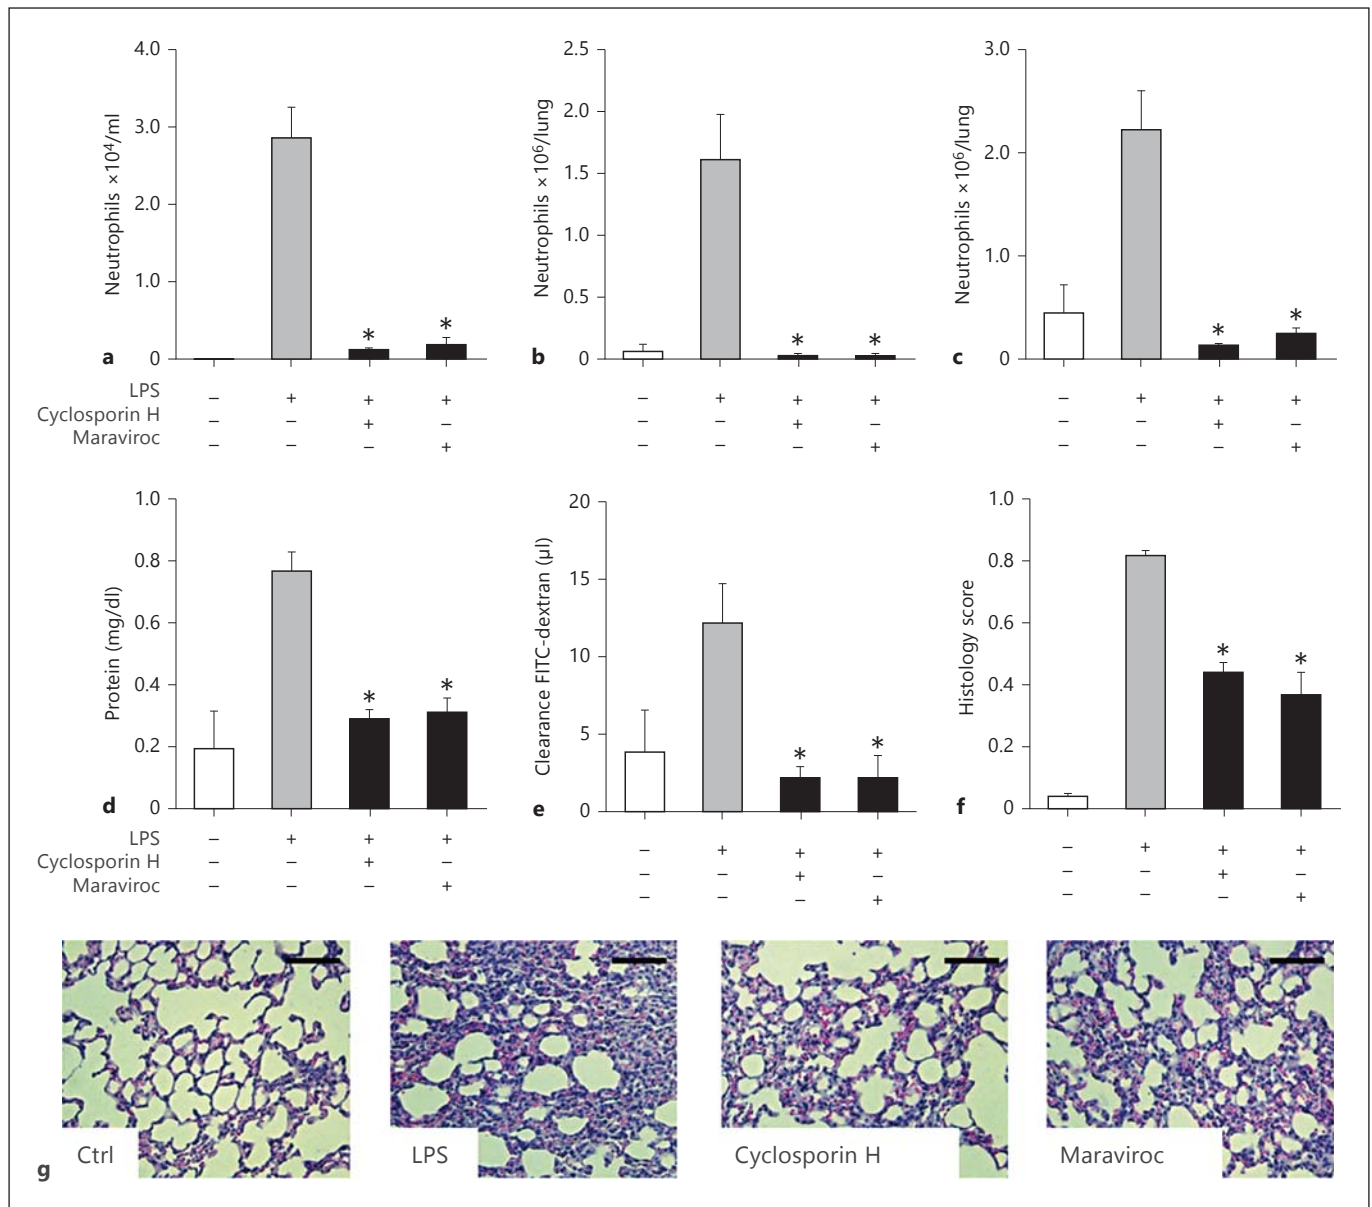 4.0
3.0
2.0
1.0
0
Neutrophils ×10⁴/ml
a
* *
2.5
2.0
1.5
1.0
0.5
0
Neutrophils ×10⁶/lung
b
* *
3.0
2.0
1.0
0
Neutrophils ×10⁶/lung
c
* *
LPS – + + + – + + + – + + +
Cyclosporin H – – + – – – + – – – + –
Maraviroc – – – + – – – + – – – +
1.0
0.8
0.6
0.4
0.2
0
Protein (mg/dl)
d
* *
20
15
10
5
0
Clearance FITC-dextran (µl)
e
* *
1.0
0.8
0.6
0.4
0.2
0
Histology score
f
* *
LPS – + + + – + + + – + + +
Cyclosporin H – – + – – – + – – – + –
Maraviroc – – – + – – – + – – – +
g
Ctrl
LPS
Cyclosporin H
Maraviroc